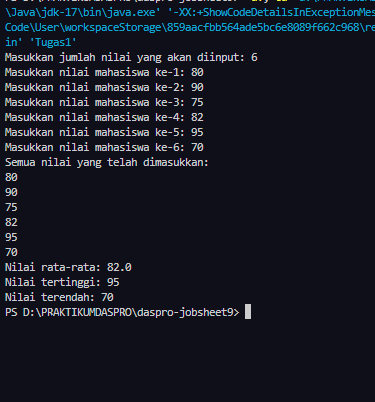 \Java\jdk-17\bin\java.exe' '-XX:+ShowCodeDetailsInExceptionMes
Code\User\workspaceStorage\859aacfbb564ade5bc6e8089f662c968\re
in' 'Tugas1'
Masukkan jumlah nilai yang akan diinput: 6
Masukkan nilai mahasiswa ke-1: 80
Masukkan nilai mahasiswa ke-2: 90
Masukkan nilai mahasiswa ke-3: 75
Masukkan nilai mahasiswa ke-4: 82
Masukkan nilai mahasiswa ke-5: 95
Masukkan nilai mahasiswa ke-6: 70
Semua nilai yang telah dimasukkan:
80
90
75
82
95
70
Nilai rata-rata: 82.0
Nilai tertinggi: 95
Nilai terendah: 70
PS D:\PRAKTIKUMDASPRO\daspro-jobsheet9>